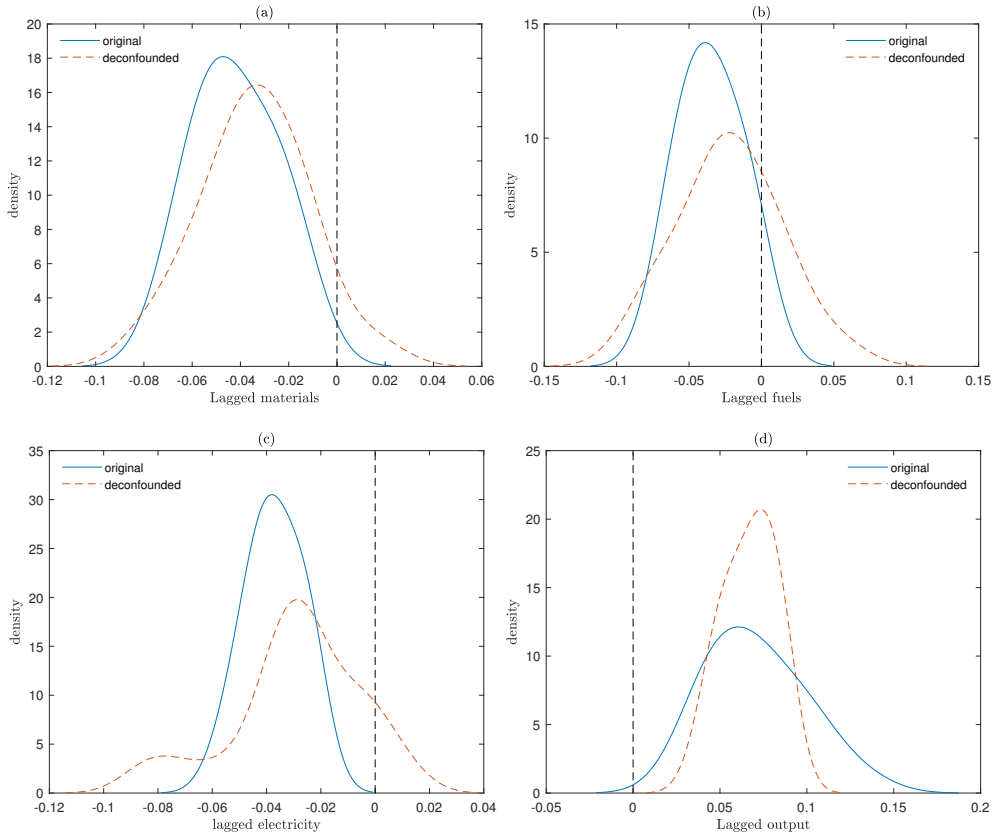 (a)
original
deconfounded
density
20
18
16
14
12
10
8
6
4
2
0
-0.12 -0.1 -0.08 -0.06 -0.04 -0.02 0 0.02 0.04 0.06
Lagged materials
(b)
original
deconfounded
density
15
10
5
0
-0.15 -0.1 -0.05 0 0.05 0.1 0.15
Lagged fuels
(c)
original
deconfounded
density
35
30
25
20
15
10
5
0
-0.12 -0.1 -0.08 -0.06 -0.04 -0.02 0 0.02 0.04
lagged electricity
(d)
original
deconfounded
density
25
20
15
10
5
0
-0.05 0 0.05 0.1 0.15 0.2
Lagged output